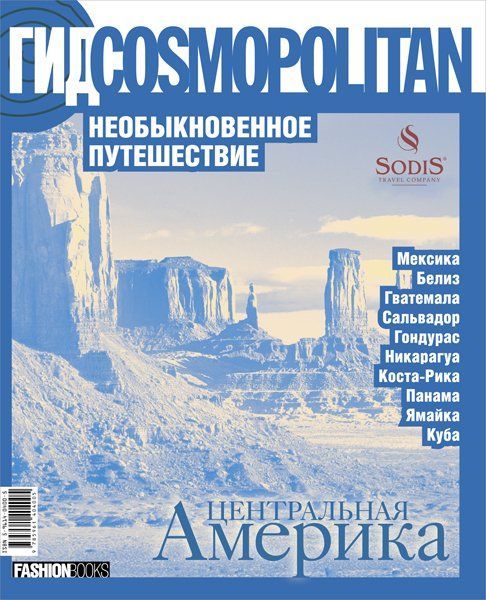 ГИДCOSMOPOLITAN
НЕОБЫКНОВЕННОЕ
ПУТЕШЕСТВИЕ
SODIS®
TRAVEL COMPANY
Мексика
Белиз
Гватемала
Сальвадор
Гондурас
Никарагуа
Коста-Рика
Панама
Ямайка
Куба
ЦЕНТРАЛЬНАЯ
Америка
FASHIONBOOKS